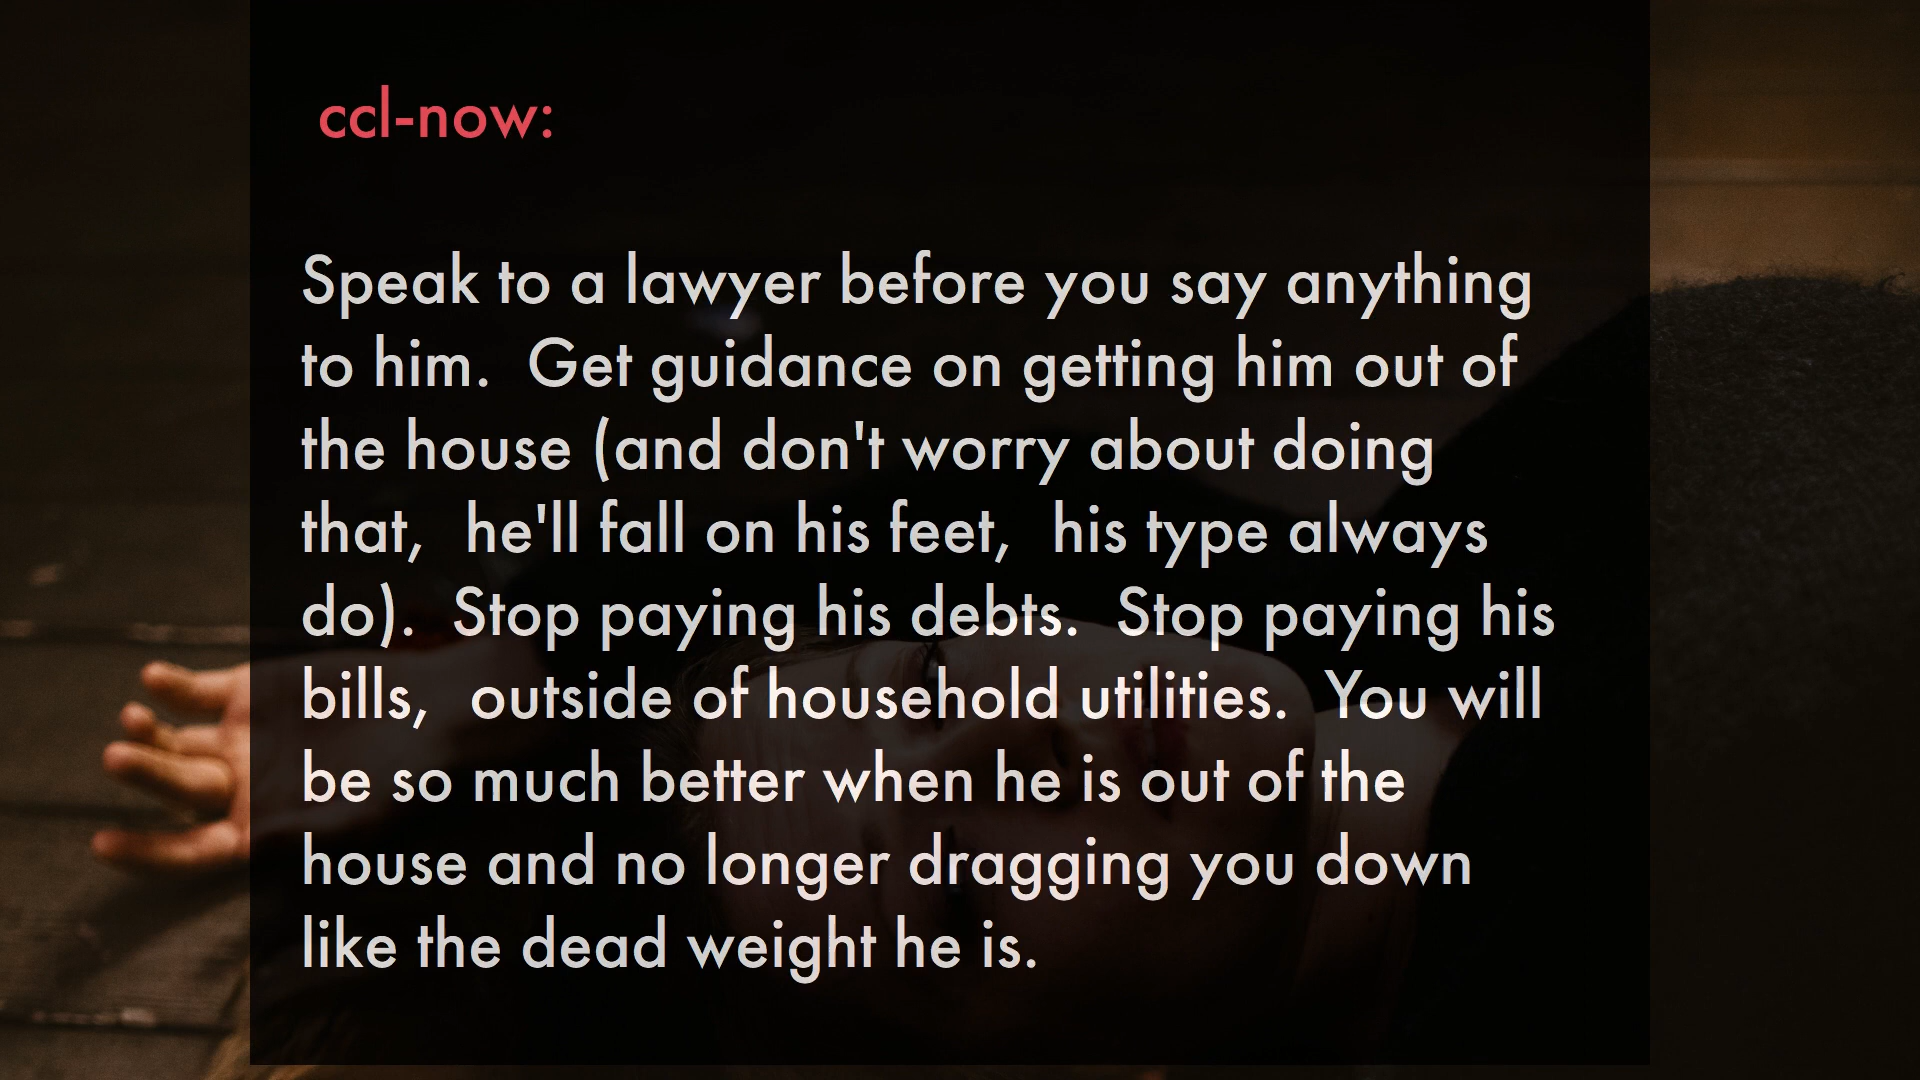 ccl-now:
Speak to a lawyer before you say anything
to him.  Get guidance on getting him out of
the house (and don't worry about doing
that,  he'll fall on his feet,  his type always
do).  Stop paying his debts.  Stop paying his
bills,  outside of household utilities.  You will
be so much better when he is out of the
house and no longer dragging you down
like the dead weight he is.